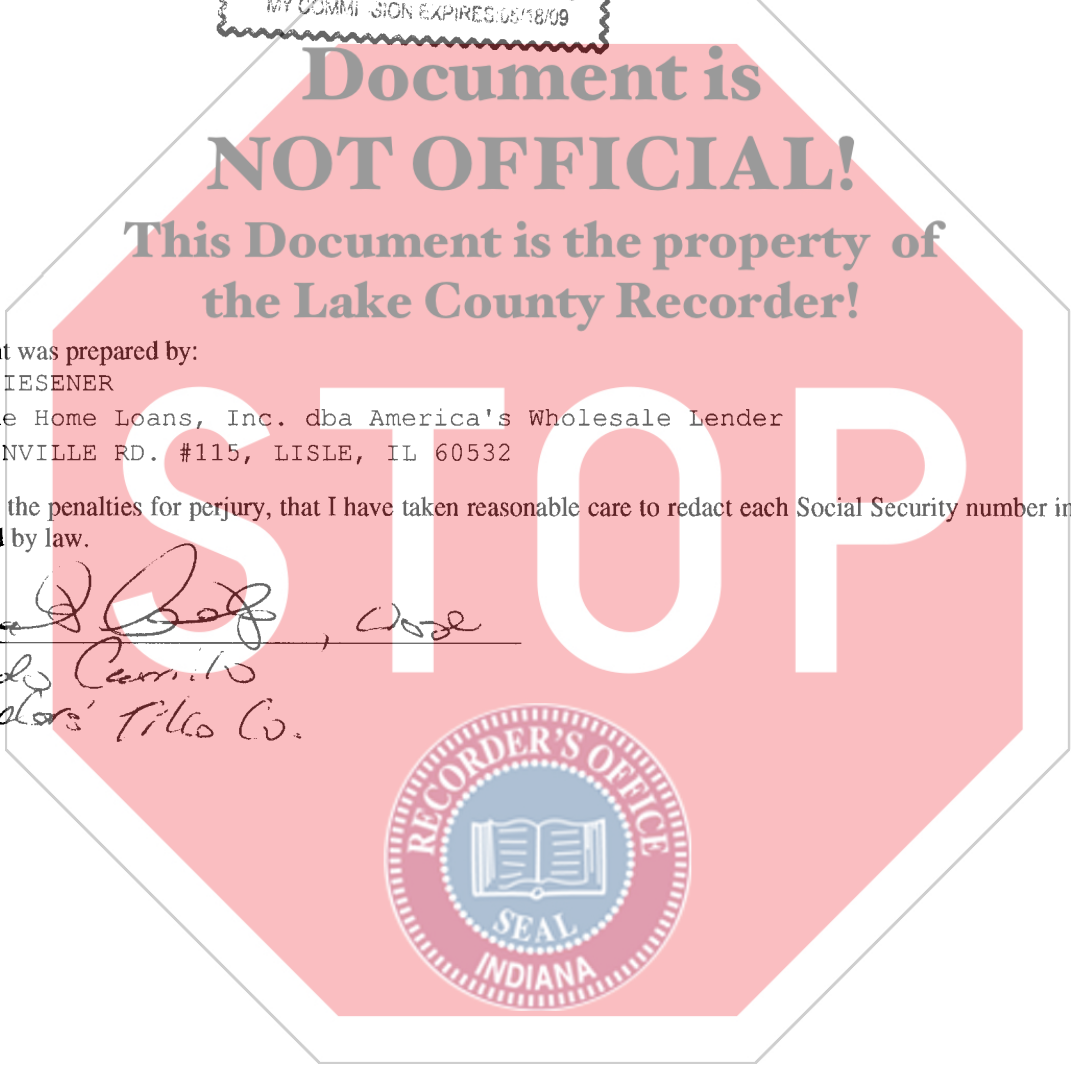 MY COMMI SION EXPIRES:05/18/09
Document is
NOT OFFICIAL!
This Document is the property of
the Lake County Recorder!
t was prepared by:
IESENER
e Home Loans, Inc. dba America's Wholesale Lender
NVILLE RD. #115, LISLE, IL 60532
the penalties for perjury, that I have taken reasonable care to redact each Social Security number in
by law.
Carrillo
Co.
STOP
RECORDER'S OFFICE
SEAL
INDIANA